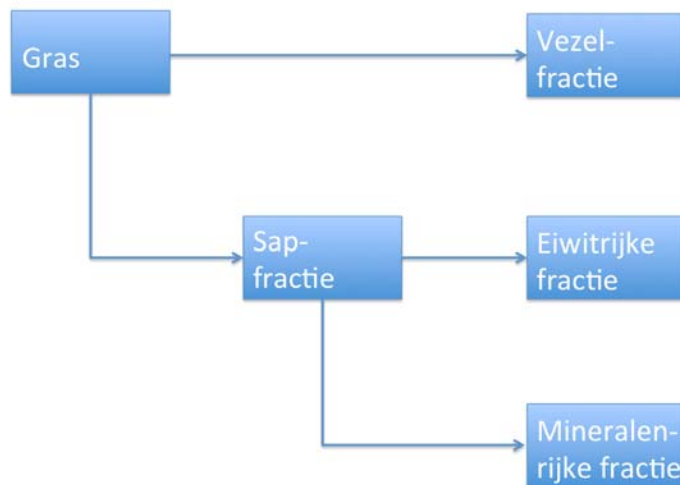 Gras
Vezel-
fractie
Sap-
fractie
Eiwitrijke
fractie
Mineralen-
rijke fractie